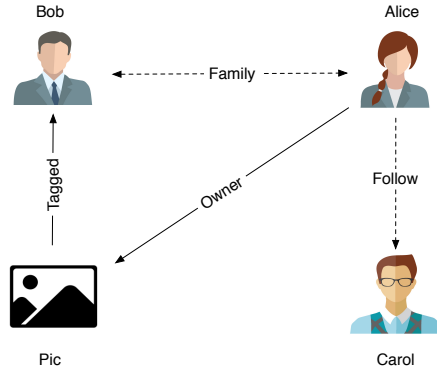 Bob
Alice
Family
Tagged
Owner
Follow
Pic
Carol